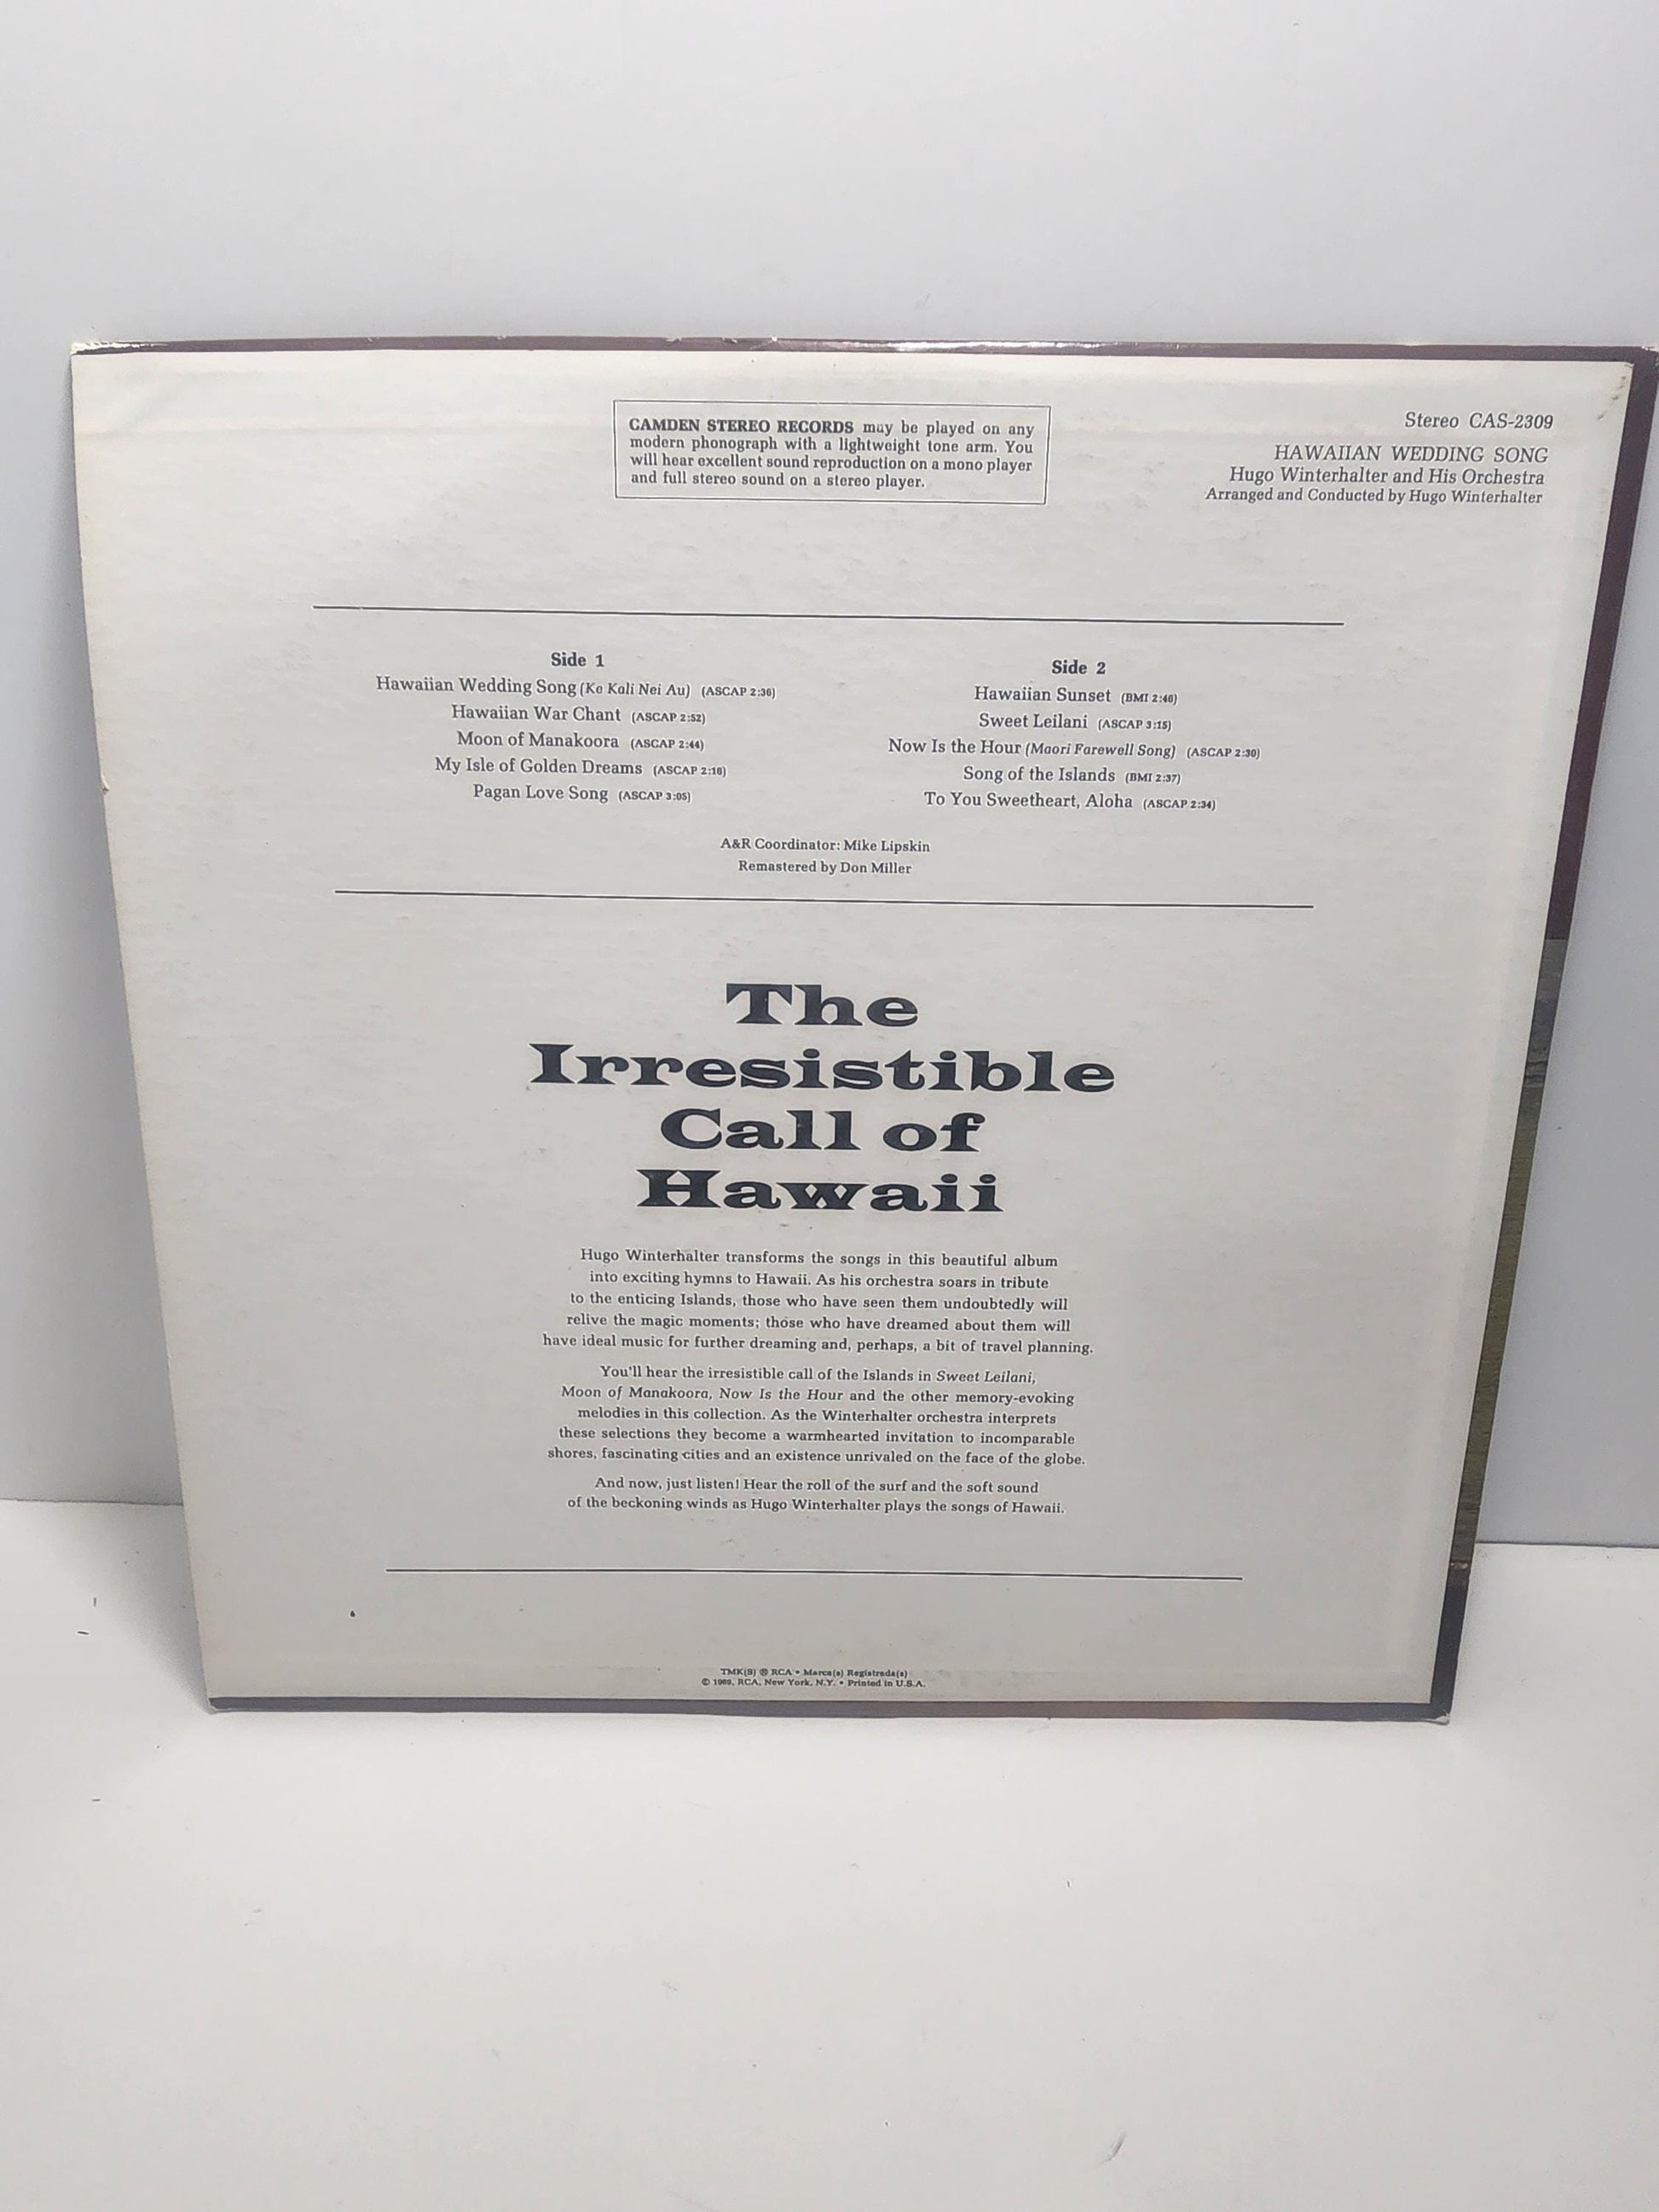 CAMDEN STEREO RECORDS may be played on any
modern phonograph with a lightweight tone arm. You
will hear excellent sound reproduction on a mono player
and full stereo sound on a stereo player.
Stereo CAS-2309
HAWAIIAN WEDDING SONG
Hugo Winterhalter and His Orchestra
Arranged and Conducted by Hugo Winterhalter
Side 1
Hawaiian Wedding Song (Ke Kali Nei Au) (ASCAP 2:36)
Hawaiian War Chant (ASCAP 2:52)
Moon of Manakoora (ASCAP 2:44)
My Isle of Golden Dreams (ASCAP 2:16)
Pagan Love Song (ASCAP 3:05)
Side 2
Hawaiian Sunset (BMI 2:46)
Sweet Leilani (ASCAP 3:15)
Now Is the Hour (Maori Farewell Song) (ASCAP 2:30)
Song of the Islands (BMI 2:37)
To You Sweetheart, Aloha (ASCAP 2:34)
A&R Coordinator: Mike Lipskin
Remastered by Don Miller
The
Irresistible
Call of
Hawaii
Hugo Winterhalter transforms the songs in this beautiful album
into exciting hymns to Hawaii. As his orchestra soars in tribute
to the enticing Islands, those who have seen them undoubtedly will
relive the magic moments; those who have dreamed about them will
have ideal music for further dreaming and, perhaps, a bit of travel planning.
You'll hear the irresistible call of the Islands in Sweet Leilani,
Moon of Manakoora, Now Is the Hour and the other memory-evoking
melodies in this collection. As the Winterhalter orchestra interprets
these selections they become a warmhearted invitation to incomparable
shores, fascinating cities and an existence unrivaled on the face of the globe.
And now, just listen! Hear the roll of the surf and the soft sound
of the beckoning winds as Hugo Winterhalter plays the songs of Hawaii.
TMK(S) ® RCA • Marca(s) Registrada(s)
© 1969, RCA, New York, N.Y. • Printed in U.S.A.